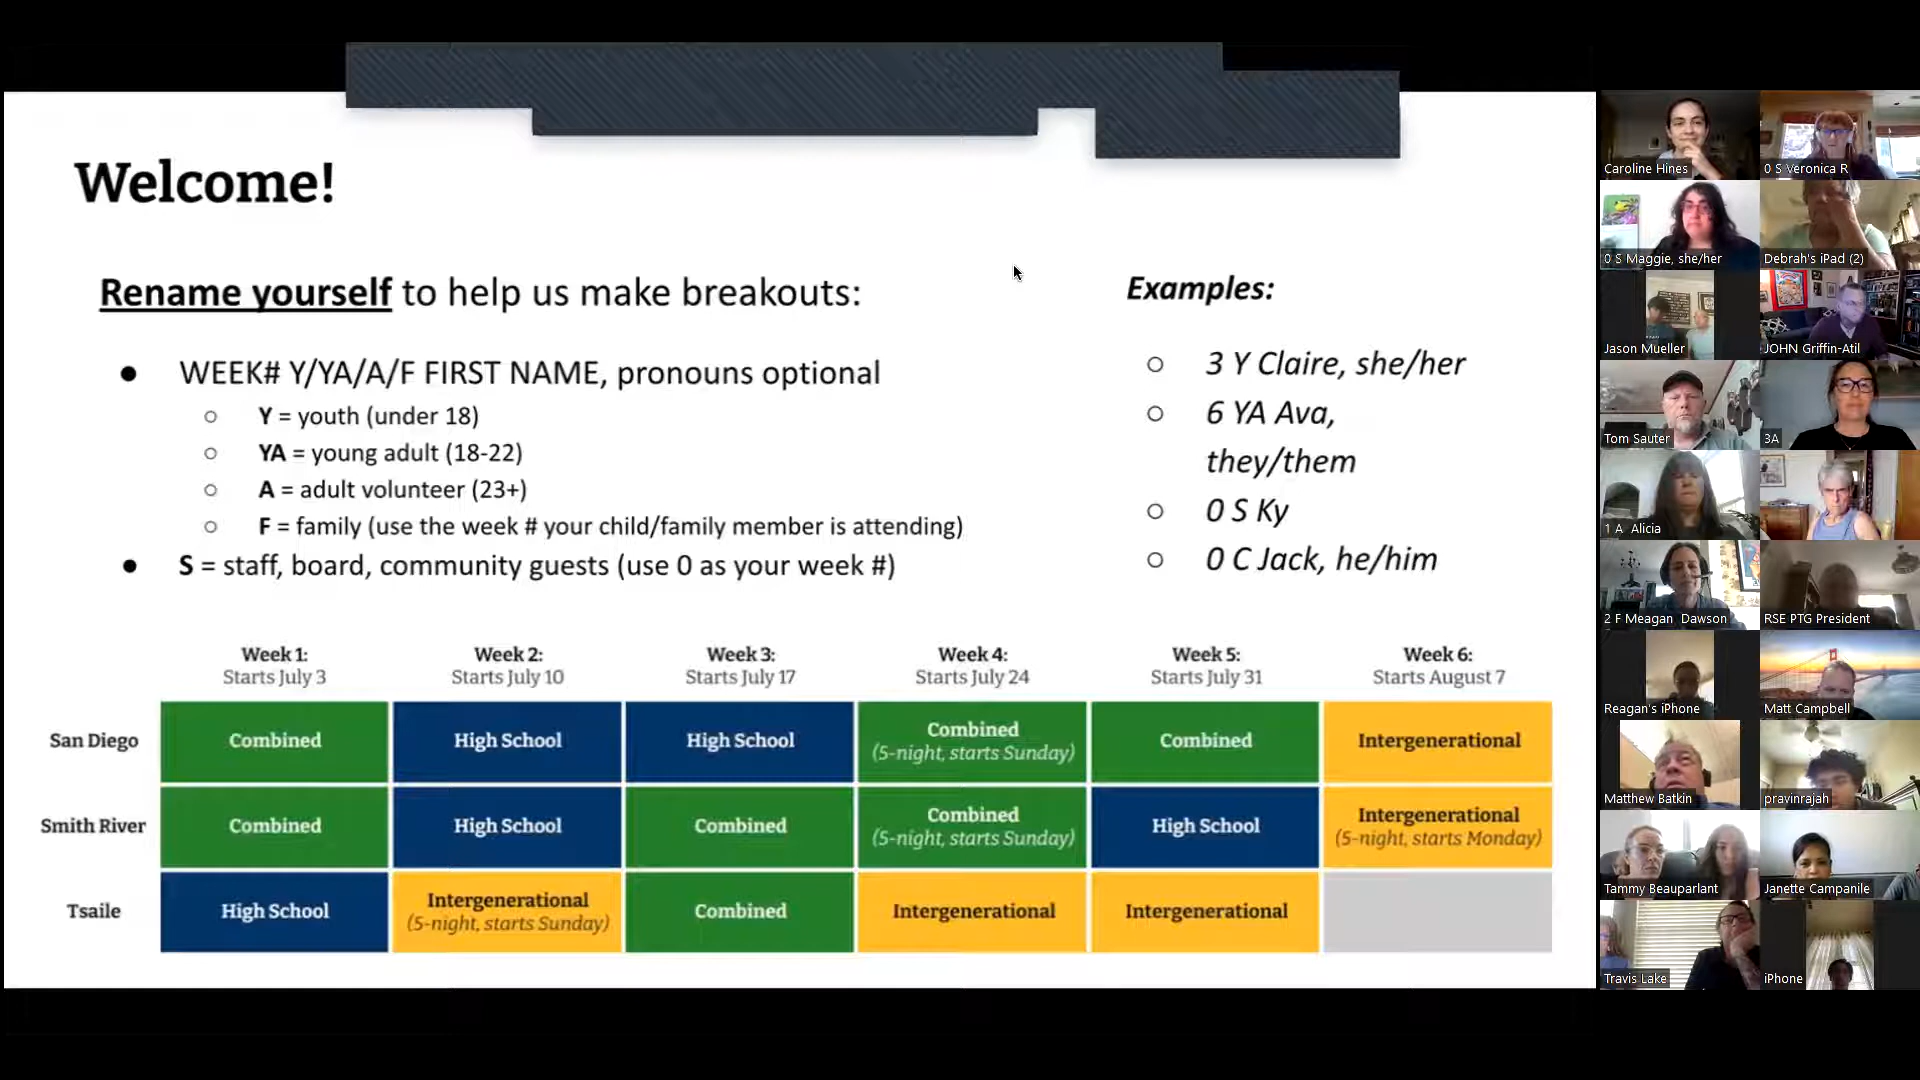 Welcome!
Rename yourself to help us make breakouts:
● WEEK# Y/YA/A/F FIRST NAME, pronouns optional
○ Y = youth (under 18)
○ YA = young adult (18-22)
○ A = adult volunteer (23+)
○ F = family (use the week # your child/family member is attending)
● S = staff, board, community guests (use 0 as your week #)
Examples:
○ 3 Y Claire, she/her
○ 6 YA Ava,
they/them
○ 0 S Ky
○ 0 C Jack, he/him
Week 1: Week 2: Week 3: Week 4: Week 5: Week 6:
Starts July 3 Starts July 10 Starts July 17 Starts July 24 Starts July 31 Starts August 7
San Diego Combined High School High School Combined Combined Intergenerational
(5-night, starts Sunday)
Smith River Combined High School Combined Combined High School Intergenerational
(5-night, starts Sunday) (5-night, starts Monday)
Tsaile High School Intergenerational Combined Intergenerational Intergenerational
(5-night, starts Sunday)
Caroline Hines
0 S Veronica R
0 S Maggie, she/her
Debrah's iPad (2)
Jason Mueller
JOHN Griffin-Atil
Tom Sauter
3A
1 A Alicia
2 F Meagan Dawson
RSE PTG President
Reagan's iPhone
Matt Campbell
Matthew Batkin
pravinrajah
Tammy Beauparlant
Janette Campanile
Travis Lake
iPhone